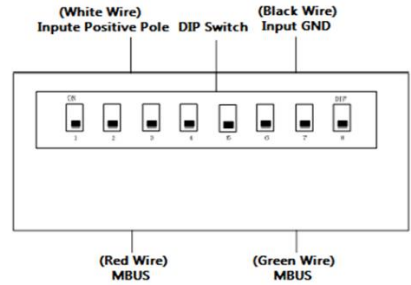 (White Wire)
Inpute Positive Pole
DIP Switch
(Black Wire)
Input GND
ON
DIP
1 2 3 4 5 6 7 8
(Red Wire)
MBUS
(Green Wire)
MBUS